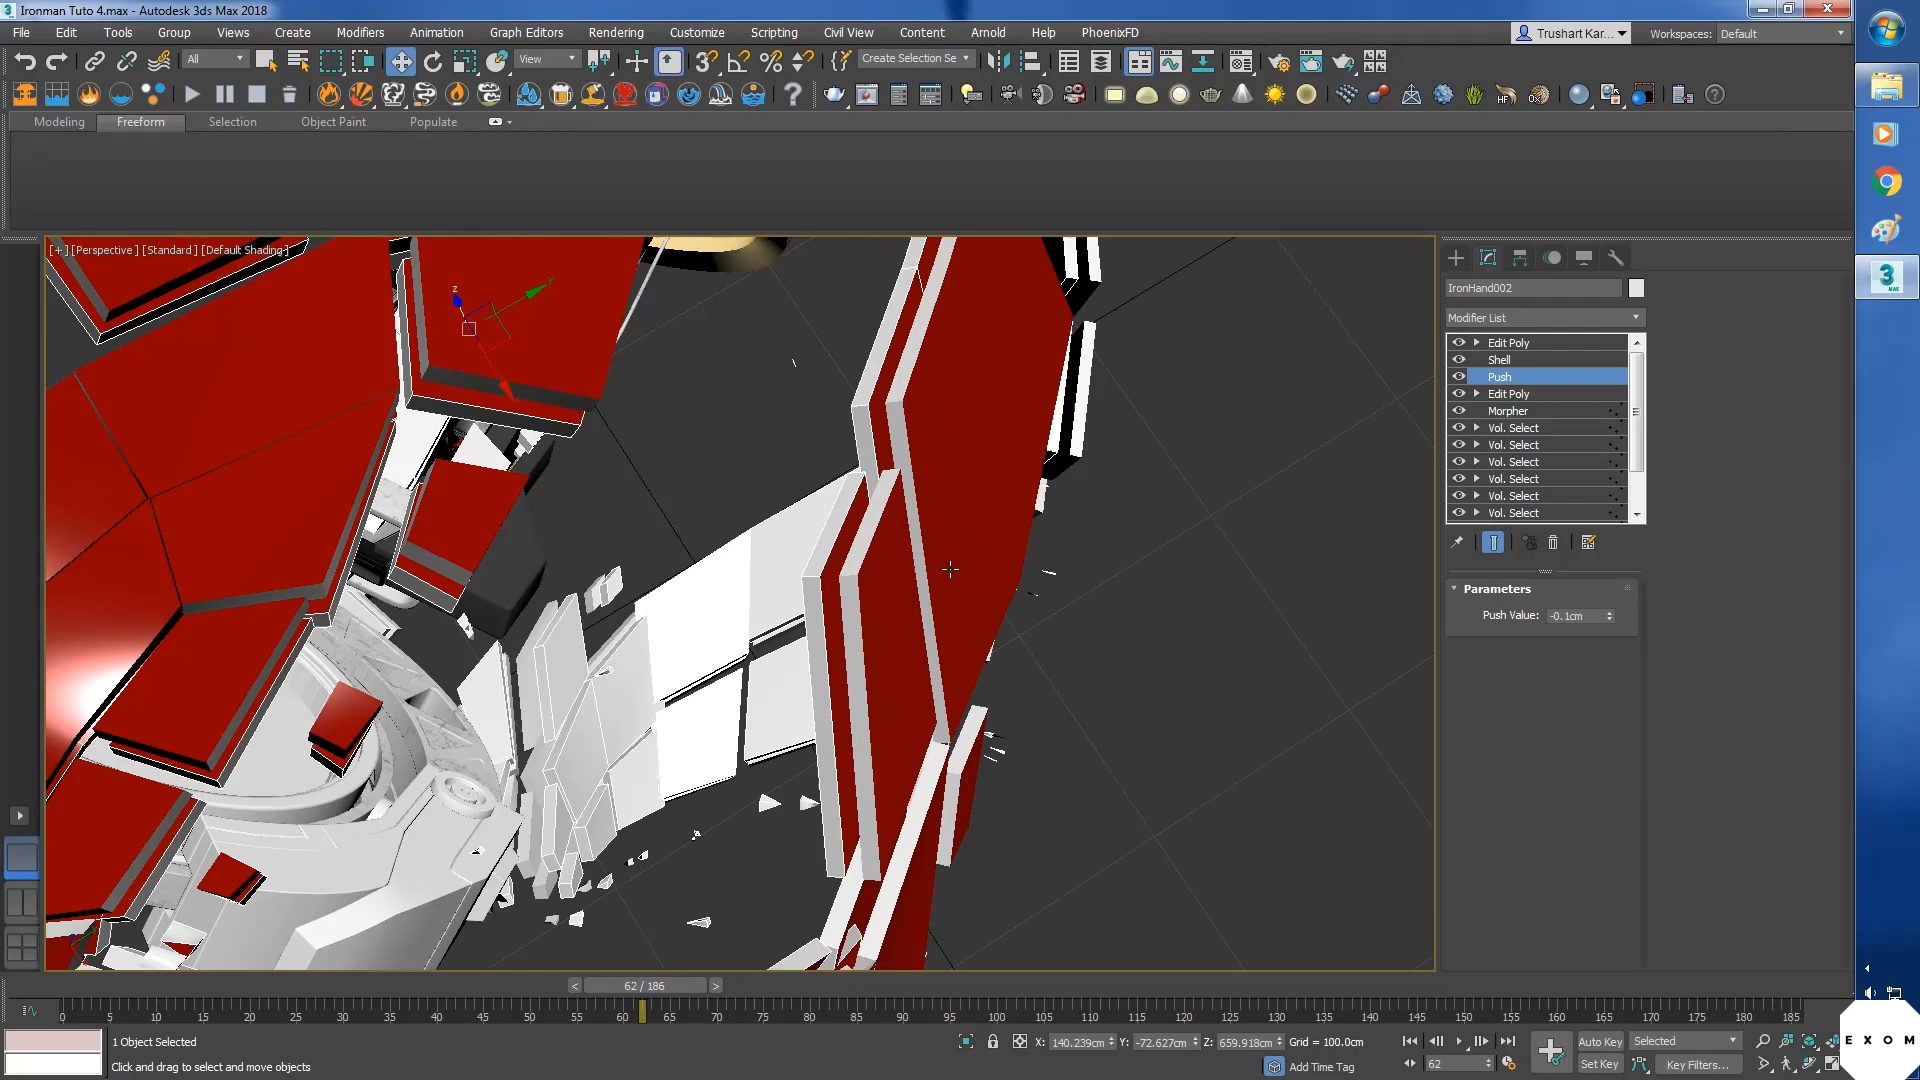 Ironman Tuto 4.max - Autodesk 3ds Max 2018
File Edit Tools Group Views Create Modifiers Animation Graph Editors Rendering Customize Scripting Civil View Content Arnold Help PhoenixFD
Trushart Kar...
Workspaces: Default
All
View
Create Selection Se
Modeling Freeform Selection Object Paint Populate
[+] [Perspective] [Standard] [Default Shading]
z
y
IronHand002
Modifier List
Edit Poly
Shell
Push
Edit Poly
Morpher
Vol. Select
Vol. Select
Vol. Select
Vol. Select
Vol. Select
Vol. Select
Parameters
Push Value: -0.1cm
< 62 / 186 >
0 5 10 15 20 25 30 35 40 45 50 55 60 65 70 75 80 85 90 95 100 105 110 115 120 125 130 135 140 145 150 155 160 165 170 175 180 185
1 Object Selected
X: 140.239cm Y: -72.627cm Z: 659.918cm Grid = 100.0cm
Auto Key Selected
Click and drag to select and move objects
Add Time Tag
62
Set Key Key Filters...
3
MAX
E X O M